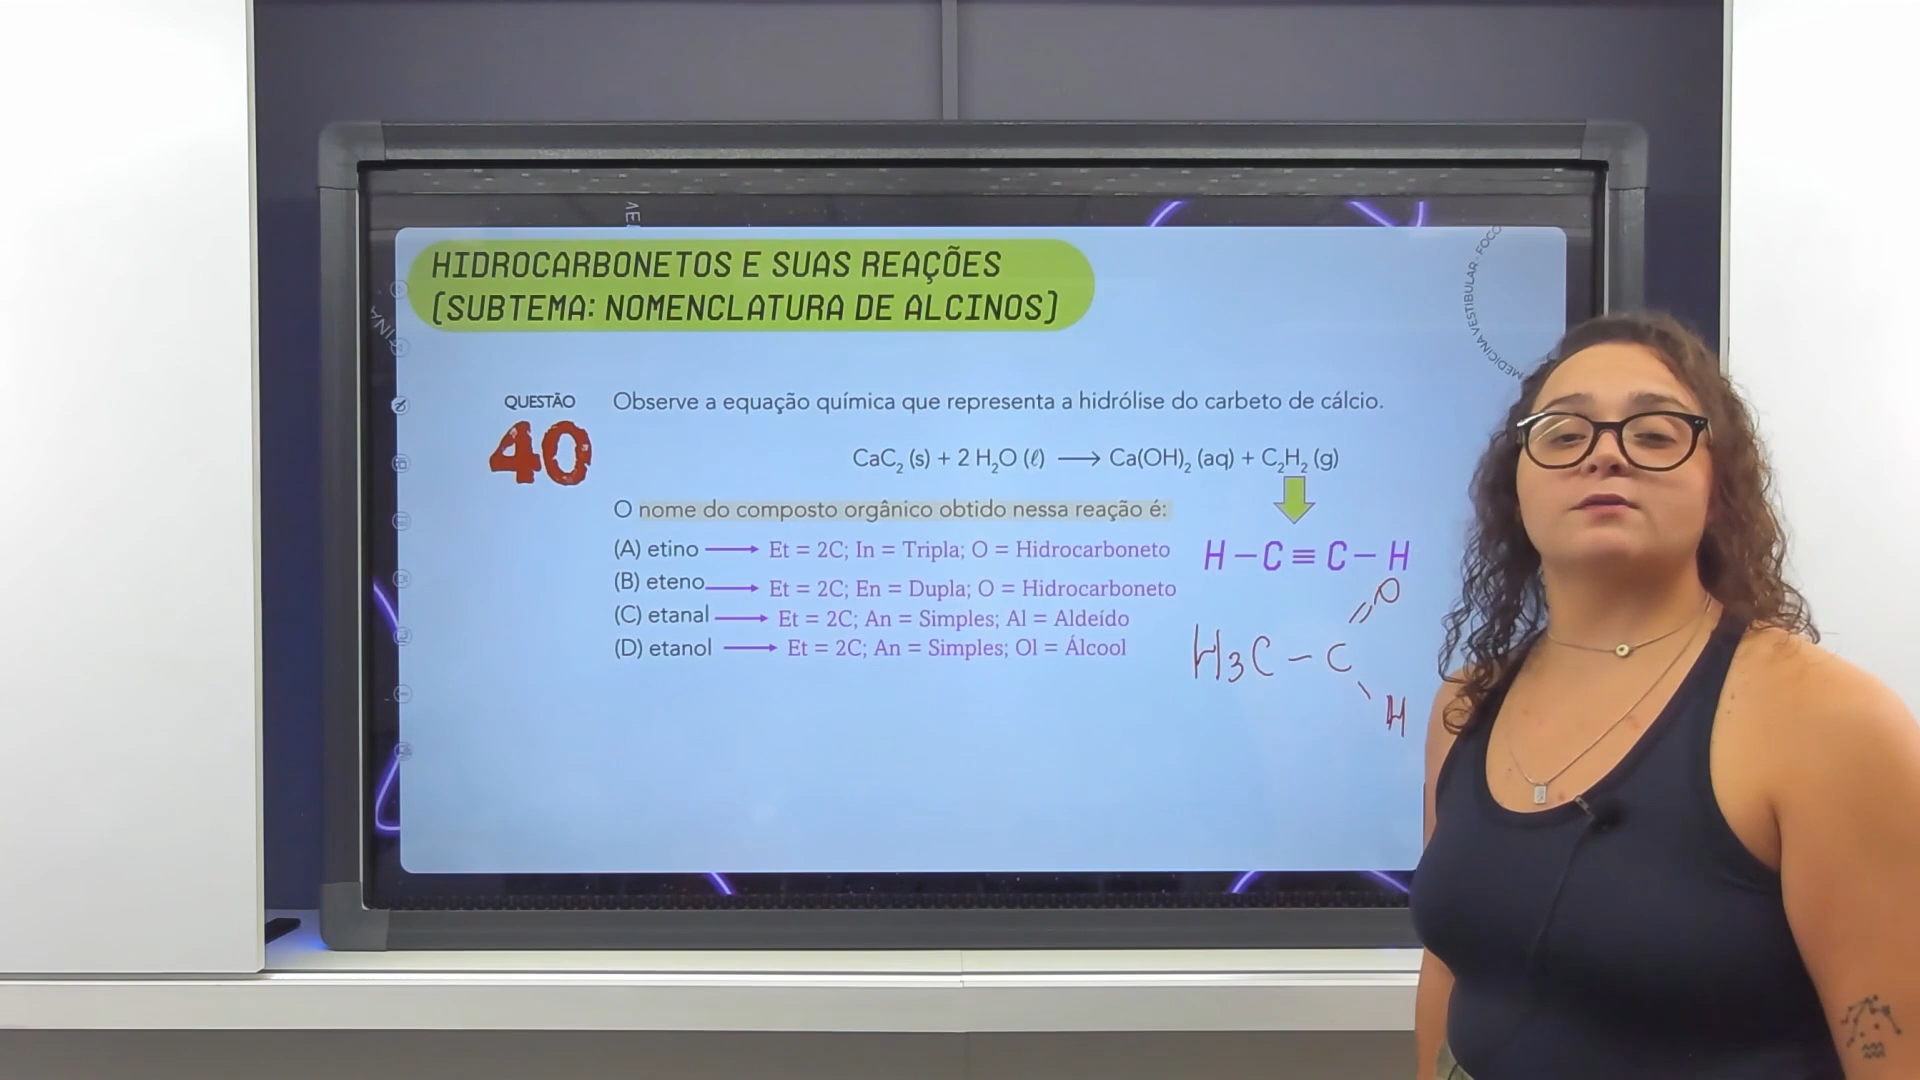 HIDROCARBONETOS E SUAS REAÇÕES
(SUBTEMA: NOMENCLATURA DE ALCINOS)
MEDICINA VESTIBULAR · FOCO
QUESTÃO
40
Observe a equação química que representa a hidrólise do carbeto de cálcio.
CaC₂ (s) + 2 H₂O (ℓ) ⟶ Ca(OH)₂ (aq) + C₂H₂ (g)
O nome do composto orgânico obtido nessa reação é:
(A) etino ⟶ Et = 2C; In = Tripla; O = Hidrocarboneto
(B) eteno ⟶ Et = 2C; En = Dupla; O = Hidrocarboneto
(C) etanal ⟶ Et = 2C; An = Simples; Al = Aldeído
(D) etanol ⟶ Et = 2C; An = Simples; Ol = Álcool
H – C ≡ C – H
O
H₃C – C
H